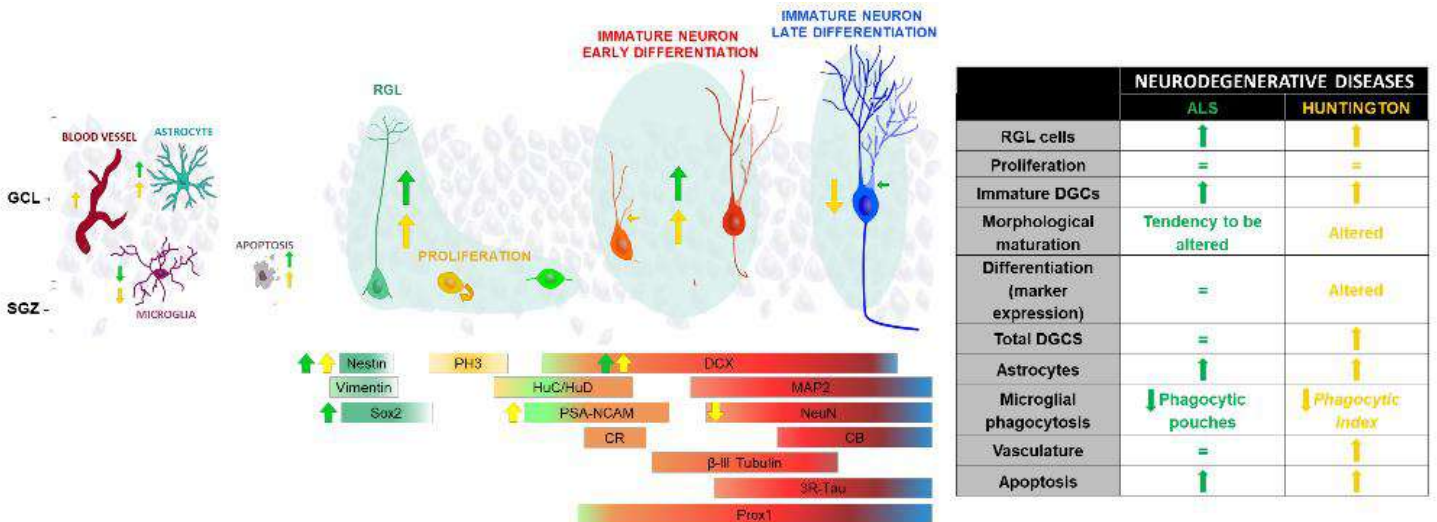 IMMATURE NEURON
LATE DIFFERENTIATION
IMMATURE NEURON
EARLY DIFFERENTIATION
RGL
BLOOD VESSEL
ASTROCYTE
GCL
APOPTOSIS
PROLIFERATION
MICROGLIA
SGZ
Nestin
PH3
DCX
Vimentin
HuC/HuD
MAP2
Sox2
PSA-NCAM
NeuN
CR
CB
β-III Tubulin
3R-Tau
Prox1
NEURODEGENERATIVE DISEASES
ALS HUNTINGTON
RGL cells ⬆ ⬆
Proliferation = =
Immature DGCs ⬆ ⬆
Morphological
maturation
Tendency to be
altered
Altered
Differentiation
(marker
expression)
=
Altered
Total DGCS = ⬆
Astrocytes ⬆ ⬆
Microglial
phagocytosis
⬇ Phagocytic
pouches
⬇ Phagocytic
index
Vasculature = ⬆
Apoptosis ⬆ ⬆